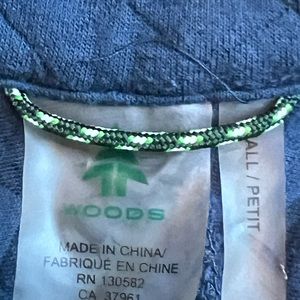 WOODS
MADE IN CHINA/
FABRIQUÉ EN CHINE
RN 130582
CA 37961
ALL / PETIT